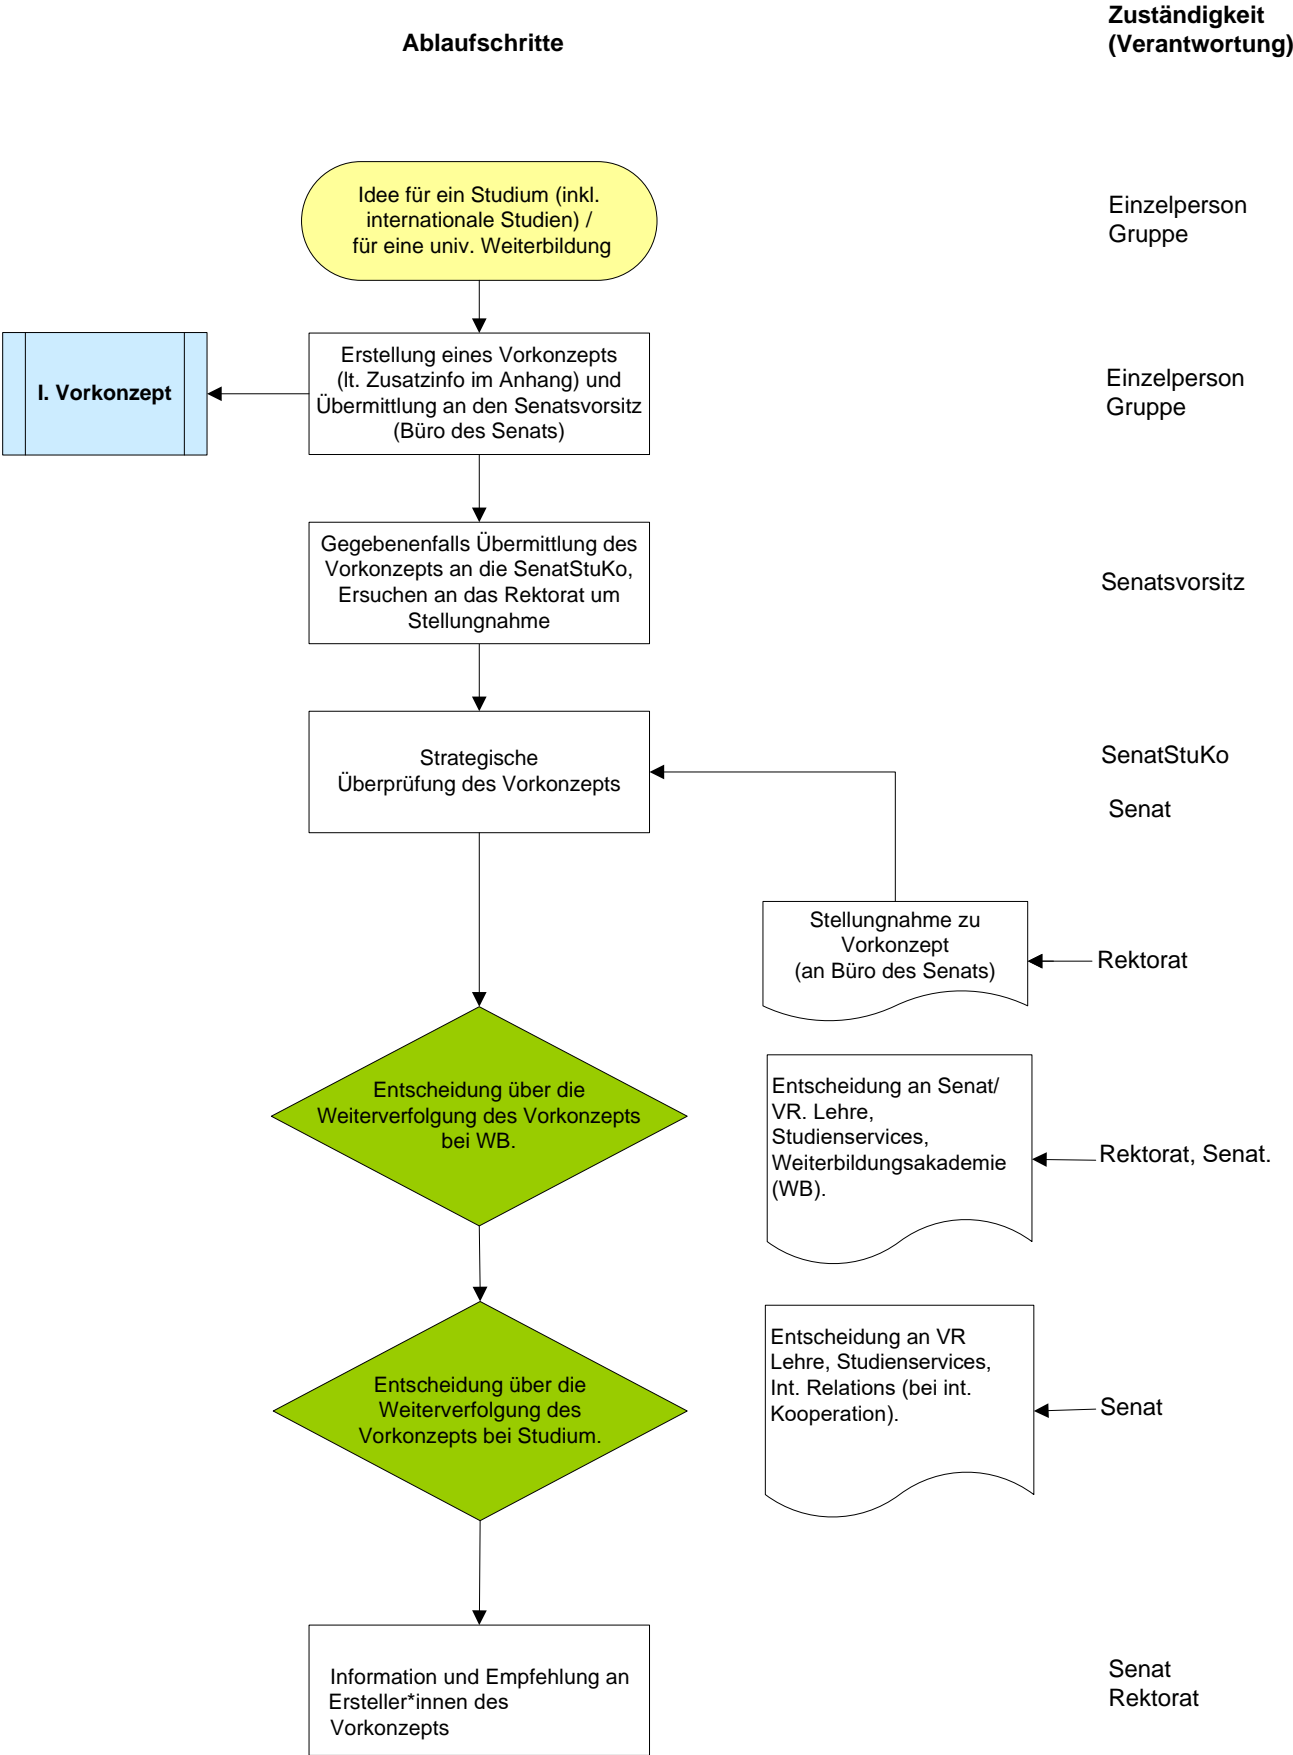 Ablaufschritte
Zuständigkeit
(Verantwortung)
Idee für ein Studium (inkl.
internationale Studien) /
für eine univ. Weiterbildung
Einzelperson
Gruppe
I. Vorkonzept
Erstellung eines Vorkonzepts
(lt. Zusatzinfo im Anhang) und
Übermittlung an den Senatsvorsitz
(Büro des Senats)
Einzelperson
Gruppe
Gegebenenfalls Übermittlung des
Vorkonzepts an die SenatStuKo,
Ersuchen an das Rektorat um
Stellungnahme
Senatsvorsitz
Strategische
Überprüfung des Vorkonzepts
SenatStuKo
Senat
Stellungnahme zu
Vorkonzept
(an Büro des Senats)
Rektorat
Entscheidung über die
Weiterverfolgung des Vorkonzepts
bei WB.
Entscheidung an Senat/
VR. Lehre,
Studienservices,
Weiterbildungsakademie
(WB).
Rektorat, Senat.
Entscheidung über die
Weiterverfolgung des
Vorkonzepts bei Studium.
Entscheidung an VR
Lehre, Studienservices,
Int. Relations (bei int.
Kooperation).
Senat
Information und Empfehlung an
Ersteller*innen des
Vorkonzepts
Senat
Rektorat